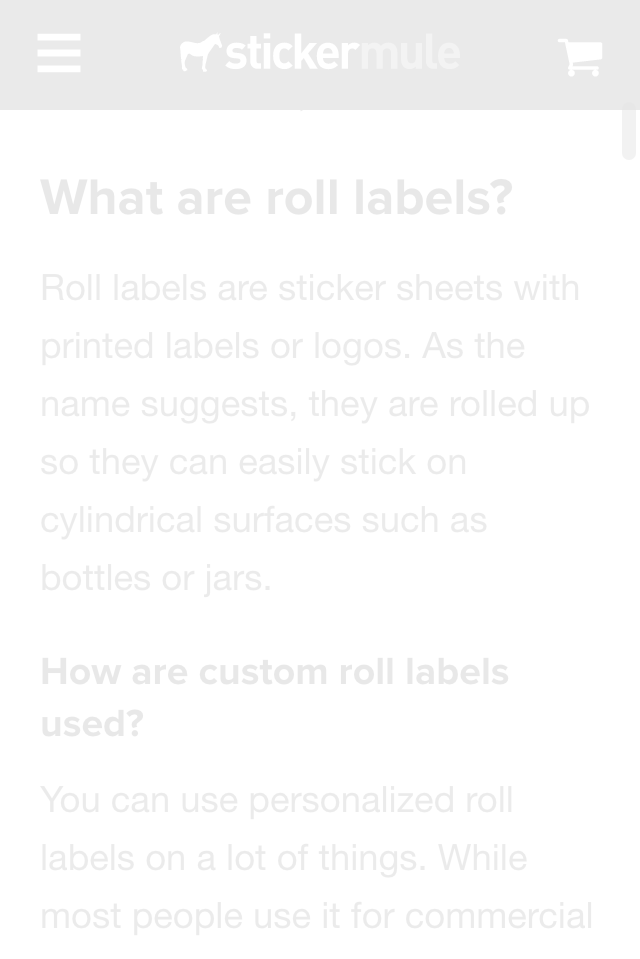 stickermule
What are roll labels?
Roll labels are sticker sheets with
printed labels or logos. As the
name suggests, they are rolled up
so they can easily stick on
cylindrical surfaces such as
bottles or jars.
How are custom roll labels
used?
You can use personalized roll
labels on a lot of things. While
most people use it for commercial